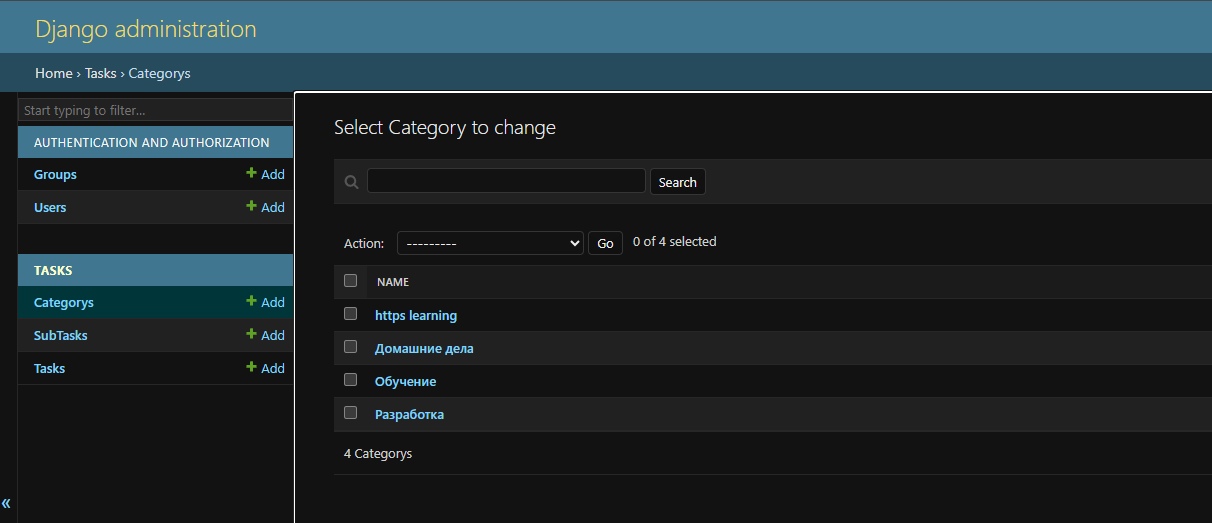 Django administration
Home › Tasks › Categorys
Start typing to filter...
AUTHENTICATION AND AUTHORIZATION
Groups + Add
Users + Add
TASKS
Categorys + Add
SubTasks + Add
Tasks + Add
«
Select Category to change
Search
Action: --------- Go 0 of 4 selected
NAME
https learning
Домашние дела
Обучение
Разработка
4 Categorys